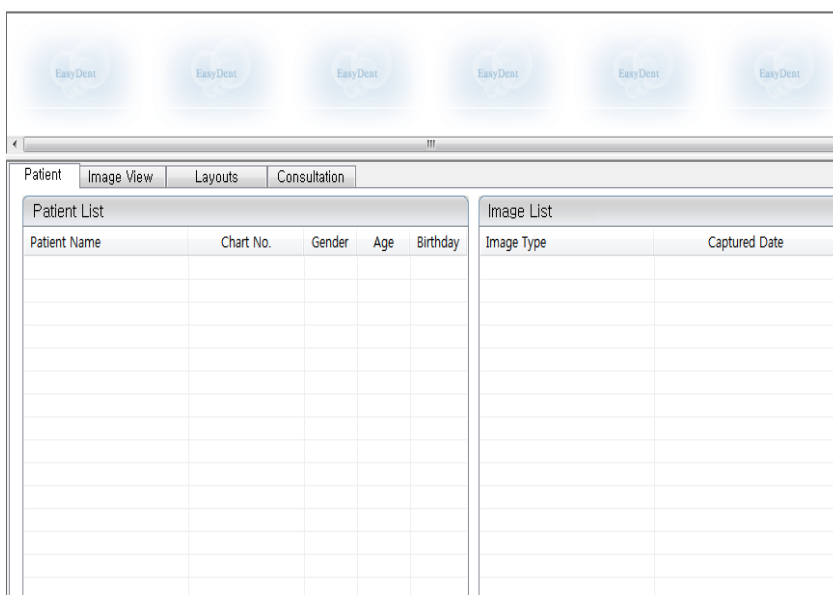 EasyDent EasyDent EasyDent EasyDent EasyDent EasyDent
Patient Image View Layouts Consultation
Patient List Image List
Patient Name Chart No. Gender Age Birthday Image Type Captured Date